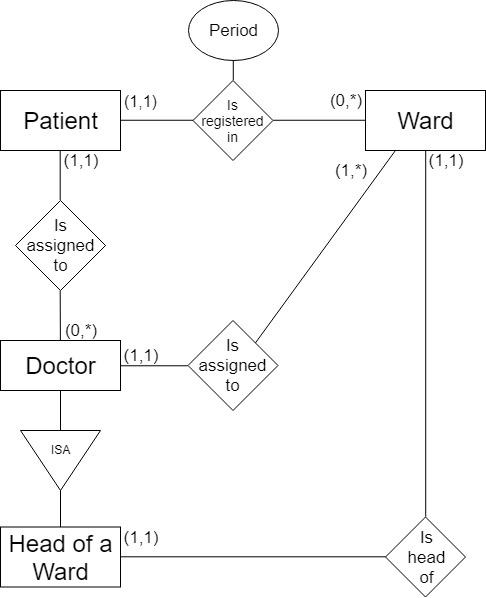 Period
Patient
(1,1)
Is
registered
in
(0,*)
Ward
(1,1)
(1,*)
(1,1)
Is
assigned
to
(0,*)
Doctor
(1,1)
Is
assigned
to
ISA
Head of a
Ward
(1,1)
Is
head
of